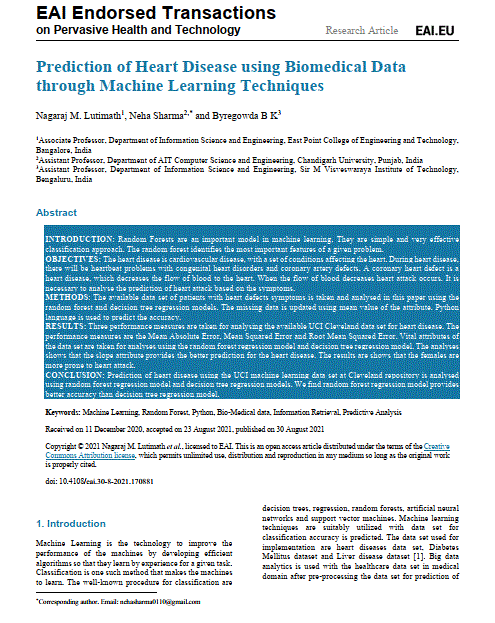 EAI Endorsed Transactions
on Pervasive Health and Technology
Research Article
EAI.EU
Prediction of Heart Disease using Biomedical Data
through Machine Learning Techniques
Nagaraj M. Lutimath1, Neha Sharma2,* and Byregowda B K3
1Associate Professor, Department of Information Science and Engineering, East Point College of Engineering and Technology,
Bangalore, India
2Assistant Professor, Department of AIT Computer Science and Engineering, Chandigarh University, Punjab, India
3Assistant Professor, Department of Information Science and Engineering, Sir M Visveswaraya Institute of Technology,
Bengaluru, India
Abstract
INTRODUCTION: Random Forests are an important model in machine learning. They are simple and very effective
classification approach. The random forest identifies the most important features of a given problem.
OBJECTIVES: The heart disease is cardiovascular disease, with a set of conditions affecting the heart. During heart disease,
there will be heartbeat problems with congenital heart disorders and coronary artery defects. A coronary heart defect is a
heart disease, which decreases the flow of blood to the heart. When the flow of blood decreases heart attack occurs. It is
necessary to analyse the prediction of heart attack based on the symptoms.
METHODS: The available data set of patients with heart defects symptoms is taken and analysed in this paper using the
random forest and decision tree regression models. The missing data is updated using mean value of the attribute. Python
language is used to predict the accuracy.
RESULTS: Three performance measures are taken for analysing the available UCI Cleveland data set for heart disease. The
performance measures are the Mean Absolute Error, Mean Squared Error and Root Mean Squared Error. Vital attributes of
the data set are taken for analyses using the random forest regression model and decision tree regression model. The analyses
shows that the slope attribute provides the better prediction for the heart disease. The results are shows that the females are
more prone to heart attack.
CONCLUSION: Prediction of heart disease using the UCI machine learning data set at Cleveland repository is analysed
using random forest regression model and decision tree regression models. We find random forest regression model provides
better accuracy than decision tree regression model.
Keywords: Machine Learning, Random Forest, Python, Bio-Medical data, Information Retrieval, Predictive Analysis
Received on 11 December 2020, accepted on 23 August 2021, published on 30 August 2021
Copyright © 2021 Nagaraj M. Lutimath et al., licensed to EAI. This is an open access article distributed under the terms of the Creative
Commons Attribution license, which permits unlimited use, distribution and reproduction in any medium so long as the original work
is properly cited.
doi: 10.4108/eai.30-8-2021.170881
1. Introduction
Machine Learning is the technology to improve the
performance of the machines by developing efficient
algorithms so that they learn by experience for a given task.
Classification is one such method that makes the machines
to learn. The well-known procedure for classification are
decision trees, regression, random forests, artificial neural
networks and support vector machines. Machine learning
techniques are suitably utilized with data set for
classification accuracy is predicted. The data set used for
implementation are heart diseases data set, Diabetes
Mellitus dataset and Liver disease dataset [1]. Big data
analytics is used with the healthcare data set in medical
domain after pre-processing the data set for prediction of
*Corresponding author. Email: nehasharma0110@gmail.com